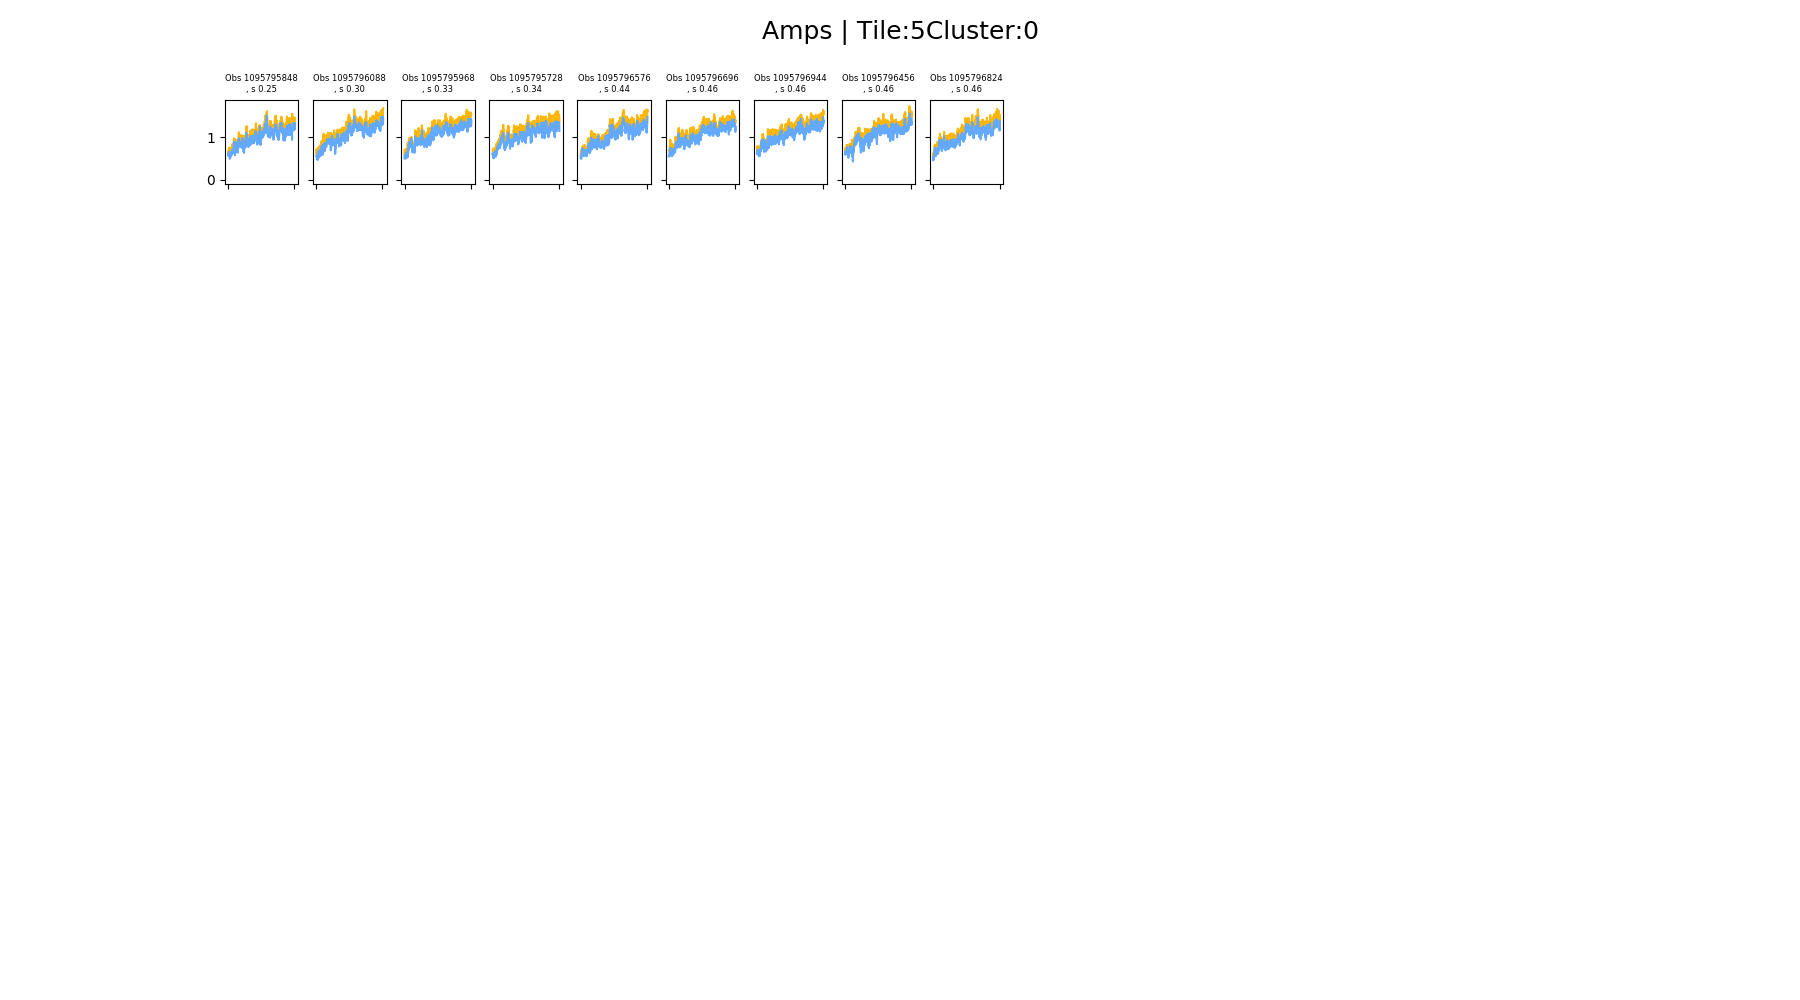 Amps | Tile:5Cluster:0
Obs 1095795848
, s 0.25
Obs 1095796088
, s 0.30
Obs 1095795968
, s 0.33
Obs 1095795728
, s 0.34
Obs 1095796576
, s 0.44
Obs 1095796696
, s 0.46
Obs 1095796944
, s 0.46
Obs 1095796456
, s 0.46
Obs 1095796824
, s 0.46
1
0